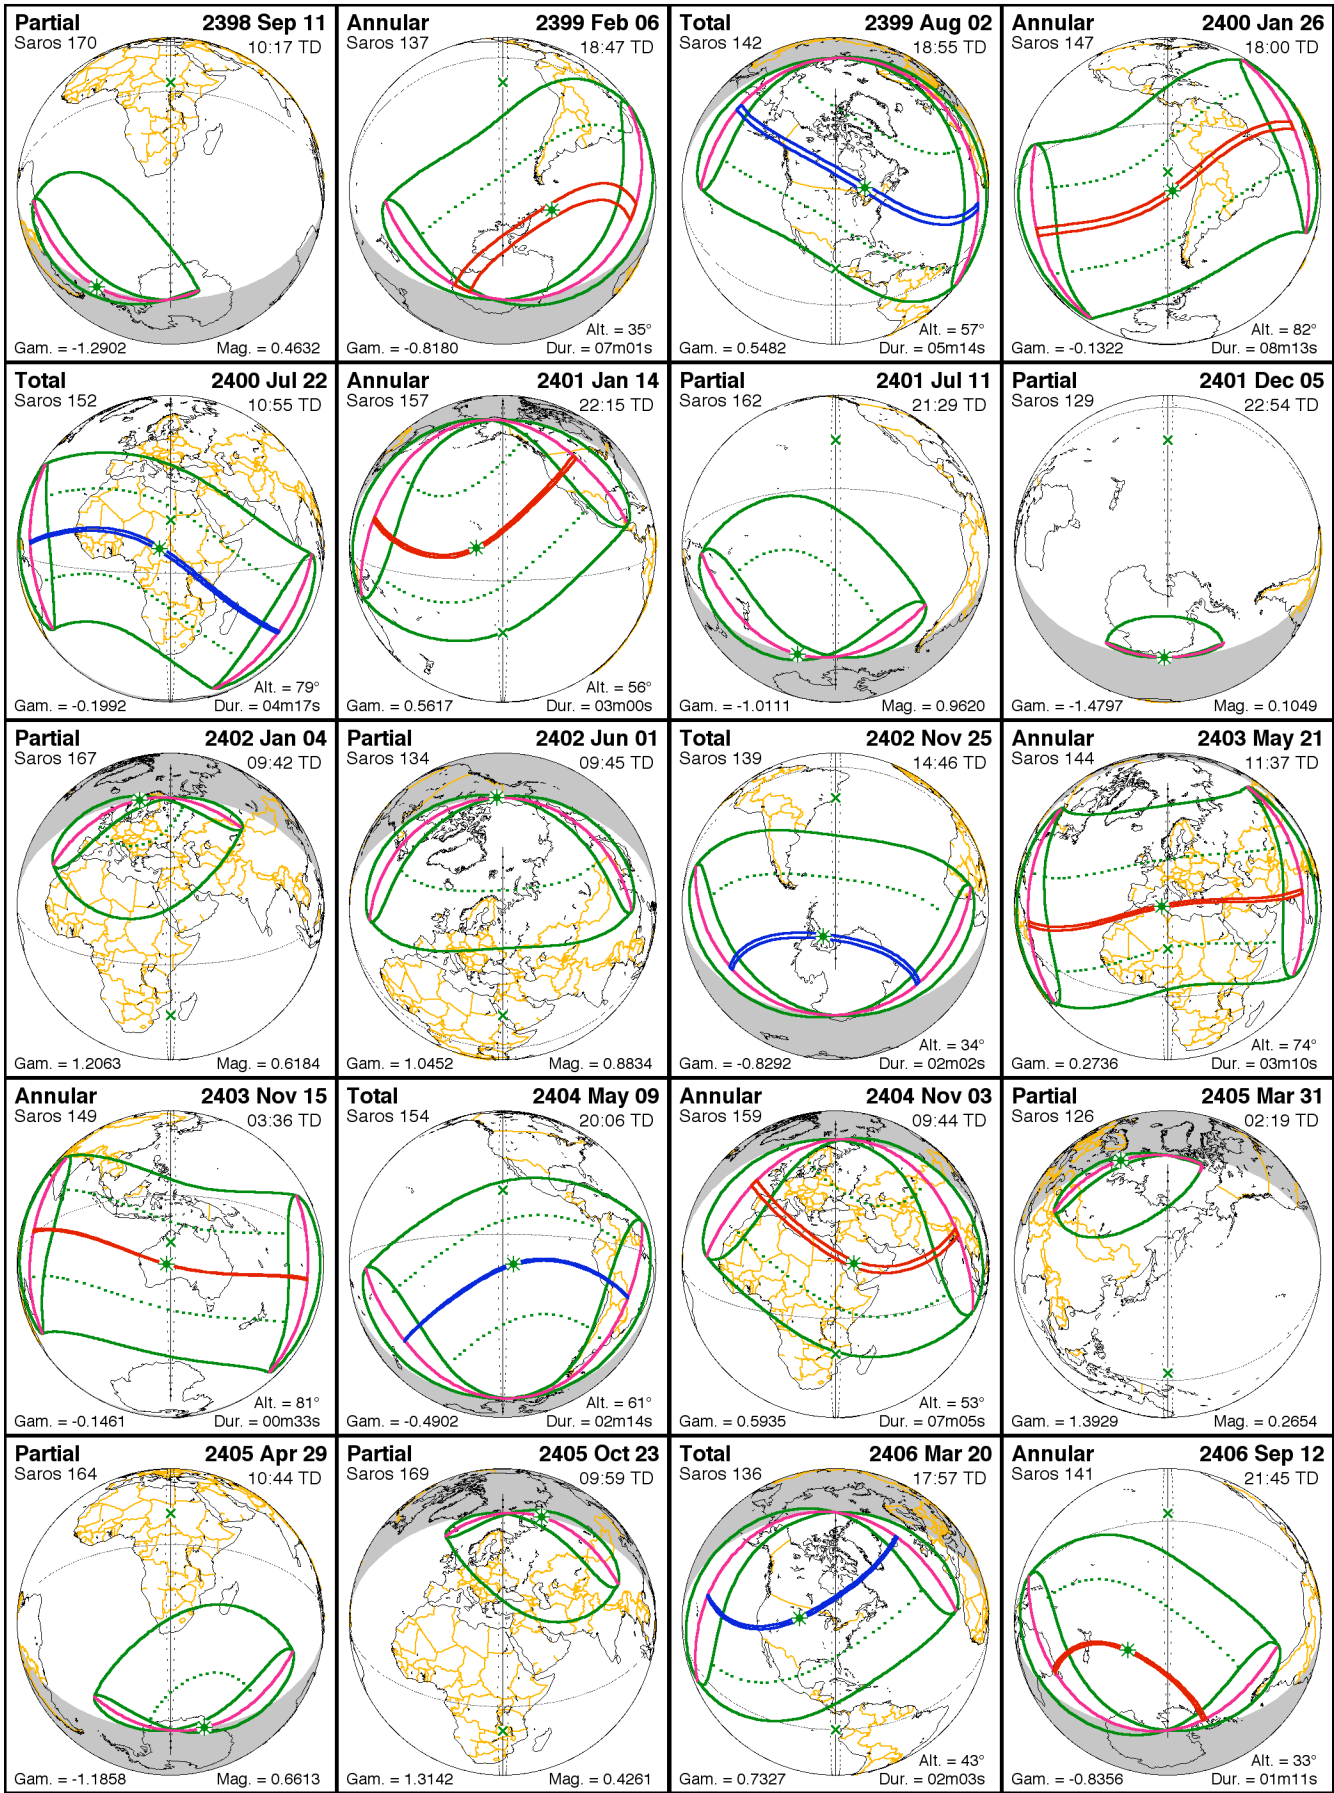 Partial 2398 Sep 11
Saros 170 10:17 TD
Gam. = -1.2902 Mag. = 0.4632
Annular 2399 Feb 06
Saros 137 18:47 TD
Alt. = 35°
Gam. = -0.8180 Dur. = 07m01s
Total 2399 Aug 02
Saros 142 18:55 TD
Alt. = 57°
Gam. = 0.5482 Dur. = 05m14s
Annular 2400 Jan 26
Saros 147 18:00 TD
Alt. = 82°
Gam. = -0.1322 Dur. = 08m13s
Total 2400 Jul 22
Saros 152 10:55 TD
Alt. = 79°
Gam. = -0.1992 Dur. = 04m17s
Annular 2401 Jan 14
Saros 157 22:15 TD
Alt. = 56°
Gam. = 0.5617 Dur. = 03m00s
Partial 2401 Jul 11
Saros 162 21:29 TD
Gam. = -1.0111 Mag. = 0.9620
Partial 2401 Dec 05
Saros 129 22:54 TD
Gam. = -1.4797 Mag. = 0.1049
Partial 2402 Jan 04
Saros 167 09:42 TD
Gam. = 1.2063 Mag. = 0.6184
Partial 2402 Jun 01
Saros 134 09:45 TD
Gam. = 1.0452 Mag. = 0.8834
Total 2402 Nov 25
Saros 139 14:46 TD
Alt. = 34°
Gam. = -0.8292 Dur. = 02m02s
Annular 2403 May 21
Saros 144 11:37 TD
Alt. = 74°
Gam. = 0.2736 Dur. = 03m10s
Annular 2403 Nov 15
Saros 149 03:36 TD
Alt. = 81°
Gam. = -0.1461 Dur. = 00m33s
Total 2404 May 09
Saros 154 20:06 TD
Alt. = 61°
Gam. = -0.4902 Dur. = 02m14s
Annular 2404 Nov 03
Saros 159 09:44 TD
Alt. = 53°
Gam. = 0.5935 Dur. = 07m05s
Partial 2405 Mar 31
Saros 126 02:19 TD
Gam. = 1.3929 Mag. = 0.2654
Partial 2405 Apr 29
Saros 164 10:44 TD
Gam. = -1.1858 Mag. = 0.6613
Partial 2405 Oct 23
Saros 169 09:59 TD
Gam. = 1.3142 Mag. = 0.4261
Total 2406 Mar 20
Saros 136 17:57 TD
Alt. = 43°
Gam. = 0.7327 Dur. = 02m03s
Annular 2406 Sep 12
Saros 141 21:45 TD
Alt. = 33°
Gam. = -0.8356 Dur. = 01m11s